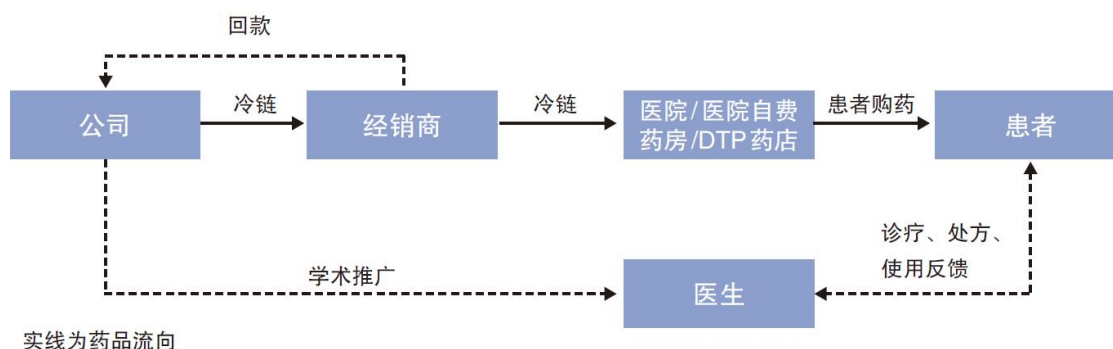 回款
公司
冷链
经销商
冷链
医院/医院自费
药房/DTP药店
患者购药
患者
学术推广
医生
诊疗、处方、
使用反馈
实线为药品流向